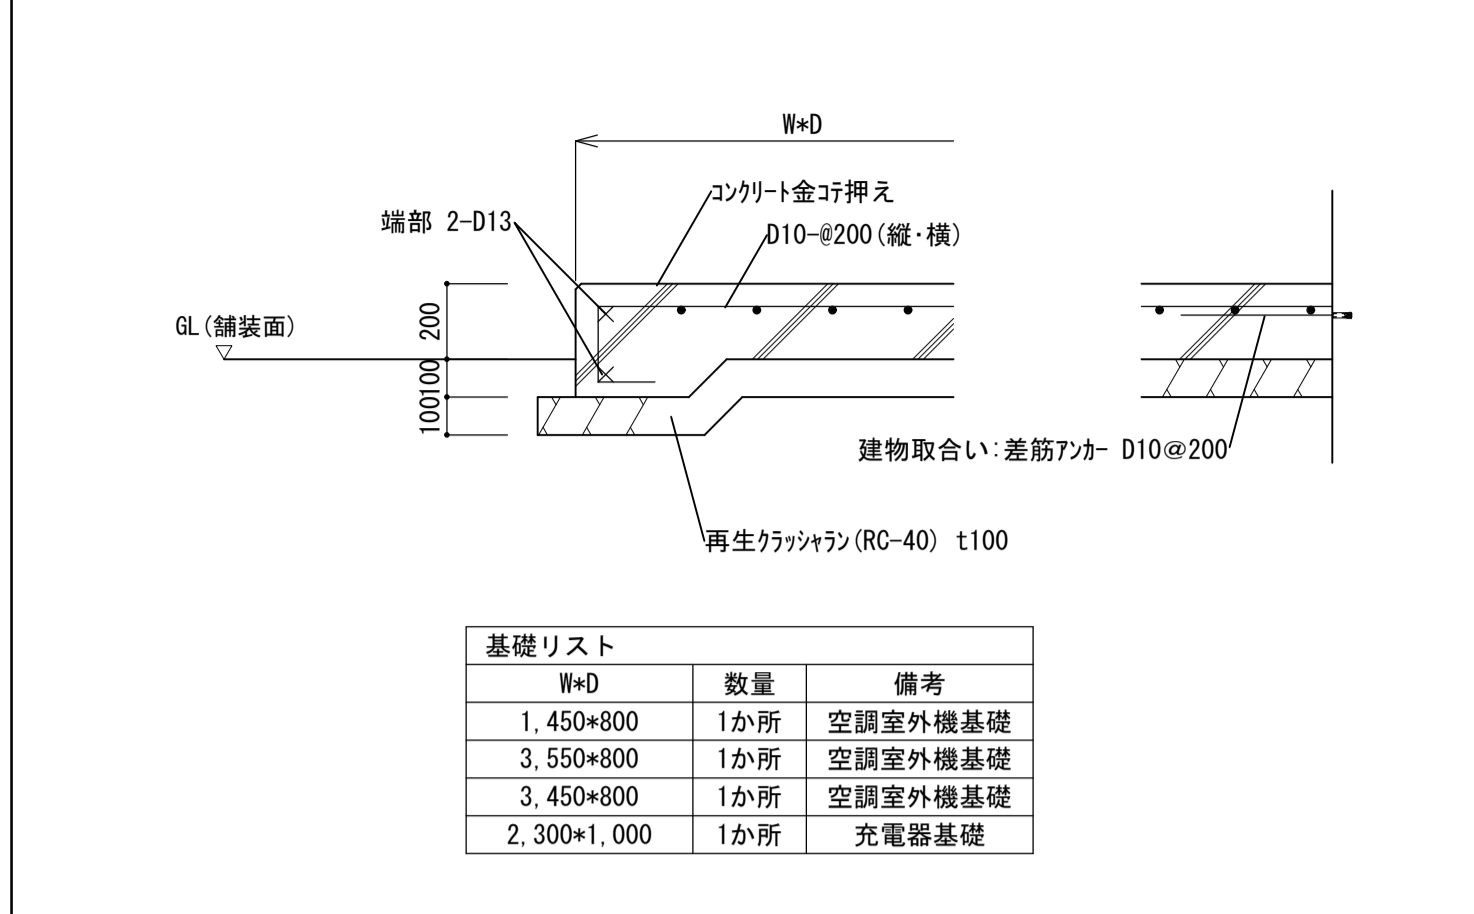 W*D
コンクリート金コテ押え
端部 2-D13
D10-@200(縦・横)
GL(舗装面)
200
100
100
建物取合い:差筋アンカー D10@200
再生クラッシャラン(RC-40) t100
基礎リスト
W*D 数量 備考
1,450*800 1か所 空調室外機基礎
3,550*800 1か所 空調室外機基礎
3,450*800 1か所 空調室外機基礎
2,300*1,000 1か所 充電器基礎